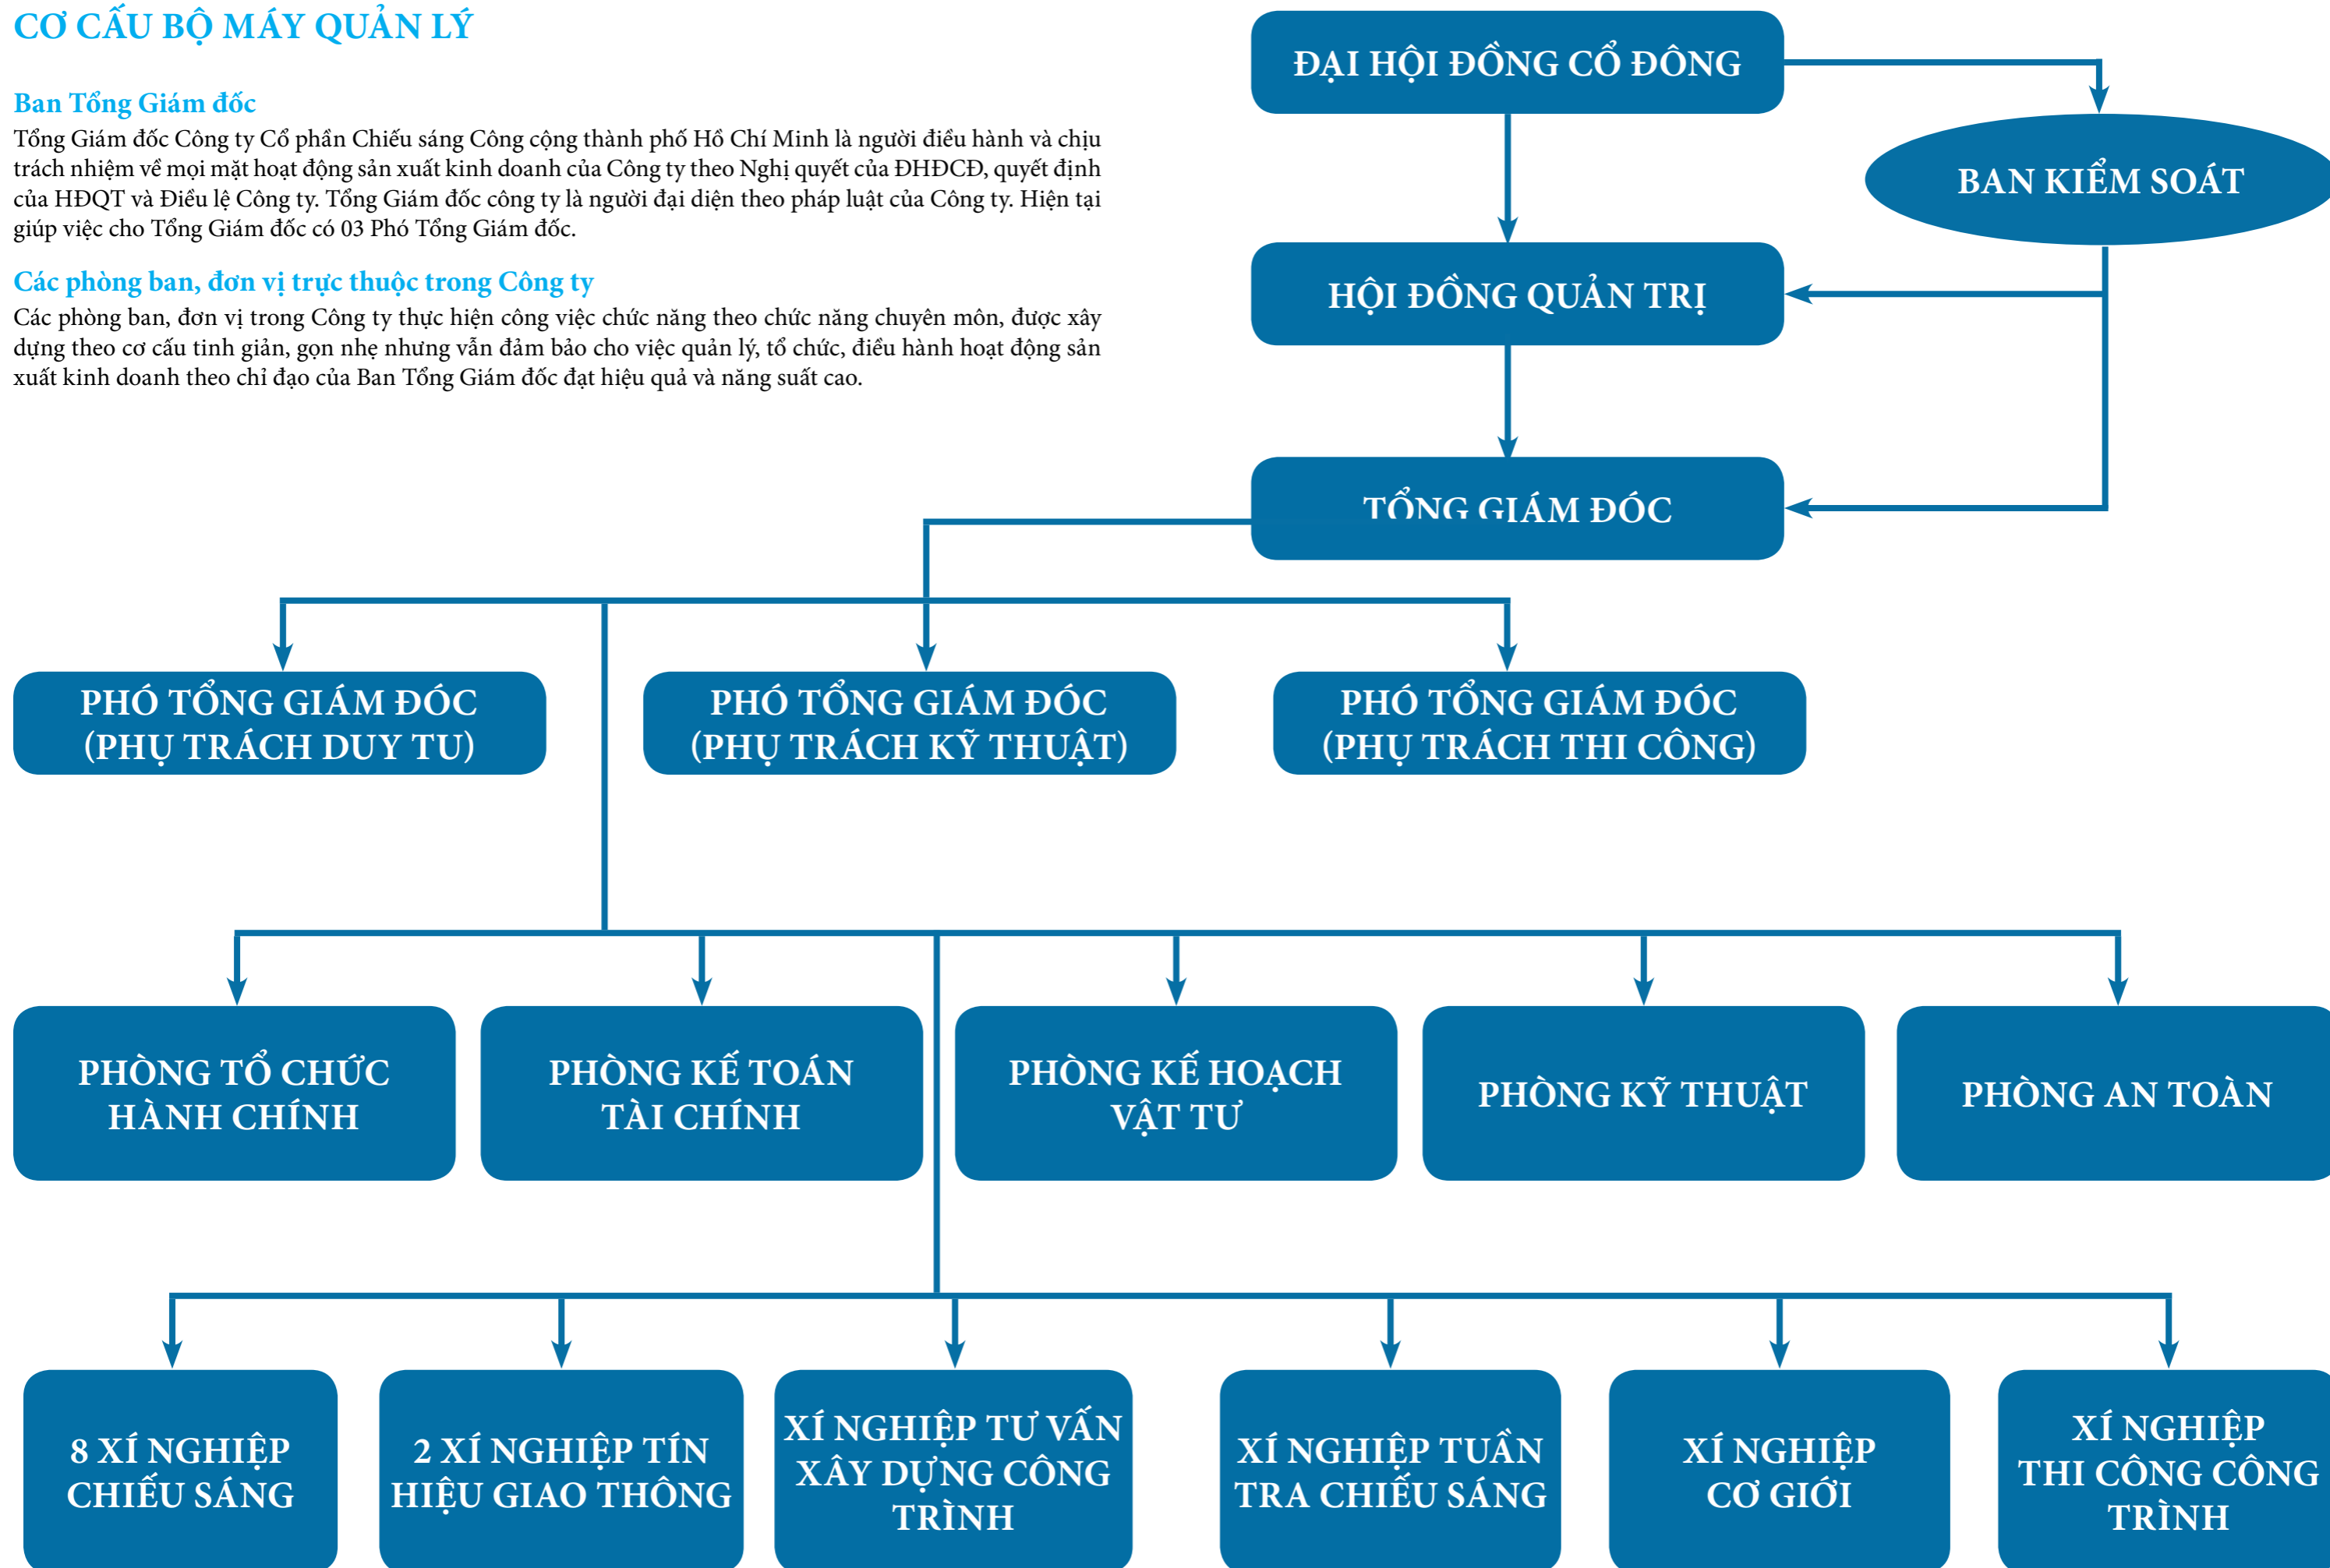 CƠ CẤU BỘ MÁY QUẢN LÝ
Ban Tổng Giám đốc
Tổng Giám đốc Công ty Cổ phần Chiếu sáng Công cộng thành phố Hồ Chí Minh là người điều hành và chịu
trách nhiệm về mọi mặt hoạt động sản xuất kinh doanh của Công ty theo Nghị quyết của ĐHĐCĐ, quyết định
của HĐQT và Điều lệ Công ty. Tổng Giám đốc công ty là người đại diện theo pháp luật của Công ty. Hiện tại
giúp việc cho Tổng Giám đốc có 03 Phó Tổng Giám đốc.
Các phòng ban, đơn vị trực thuộc trong Công ty
Các phòng ban, đơn vị trong Công ty thực hiện công việc chức năng theo chức năng chuyên môn, được xây
dựng theo cơ cấu tinh giản, gọn nhẹ nhưng vẫn đảm bảo cho việc quản lý, tổ chức, điều hành hoạt động sản
xuất kinh doanh theo chỉ đạo của Ban Tổng Giám đốc đạt hiệu quả và năng suất cao.
ĐẠI HỘI ĐỒNG CỔ ĐÔNG
BAN KIỂM SOÁT
HỘI ĐỒNG QUẢN TRỊ
TỔNG GIÁM ĐÓC
PHÓ TỔNG GIÁM ĐÓC
(PHỤ TRÁCH DUY TU)
PHÓ TỔNG GIÁM ĐÓC
(PHỤ TRÁCH KỸ THUẬT)
PHÓ TỔNG GIÁM ĐÓC
(PHỤ TRÁCH THI CÔNG)
PHÒNG TỔ CHỨC
HÀNH CHÍNH
PHÒNG KẾ TOÁN
TÀI CHÍNH
PHÒNG KẾ HOẠCH
VẬT TƯ
PHÒNG KỸ THUẬT
PHÒNG AN TOÀN
8 XÍ NGHIỆP
CHIẾU SÁNG
2 XÍ NGHIỆP TÍN
HIỆU GIAO THÔNG
XÍ NGHIỆP TƯ VẤN
XÂY DỰNG CÔNG
TRÌNH
XÍ NGHIỆP TUẦN
TRA CHIẾU SÁNG
XÍ NGHIỆP
CƠ GIỚI
XÍ NGHIỆP
THI CÔNG CÔNG
TRÌNH